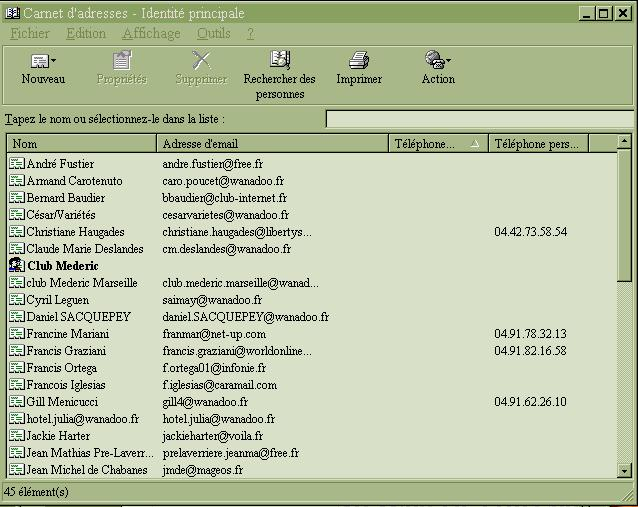 Carnet d'adresses - Identité principale
Fichier Edition Affichage Outils ?
Nouveau Propriétés Supprimer Rechercher des personnes Imprimer Action
Tapez le nom ou sélectionnez-le dans la liste :
Nom Adresse d'email Téléphone... Téléphone pers...
André Fustier andre.fustier@free.fr
Armand Carotenuto caro.poucet@wanadoo.fr
Bernard Baudier bbaudier@club-internet.fr
César/Variétés cesarvarietes@wanadoo.fr
Christiane Haugades christiane.haugades@libertys... 04.42.73.58.54
Claude Marie Deslandes cm.deslandes@wanadoo.fr
Club Mederic
club Mederic Marseille club.mederic.marseille@wanad...
Cyril Leguen saimay@wanadoo.fr
Daniel SACQUEPEY daniel.SACQUEPEY@wanadoo.fr
Francine Mariani franmar@net-up.com 04.91.78.32.13
Francis Graziani francis.graziani@worldonline... 04.91.82.16.58
Francis Ortega f.ortega01@infonie.fr
Francois Iglesias f.iglesias@caramail.com
Gill Menicucci gill4@wanadoo.fr 04.91.62.26.10
hotel.julia@wanadoo.fr hotel.julia@wanadoo.fr
Jackie Harter jackieharter@voila.fr
Jean Mathias Pre-Laverr... prelaverriere.jeanma@free.fr
Jean Michel de Chabanes jmde@mageos.fr
45 élément(s)